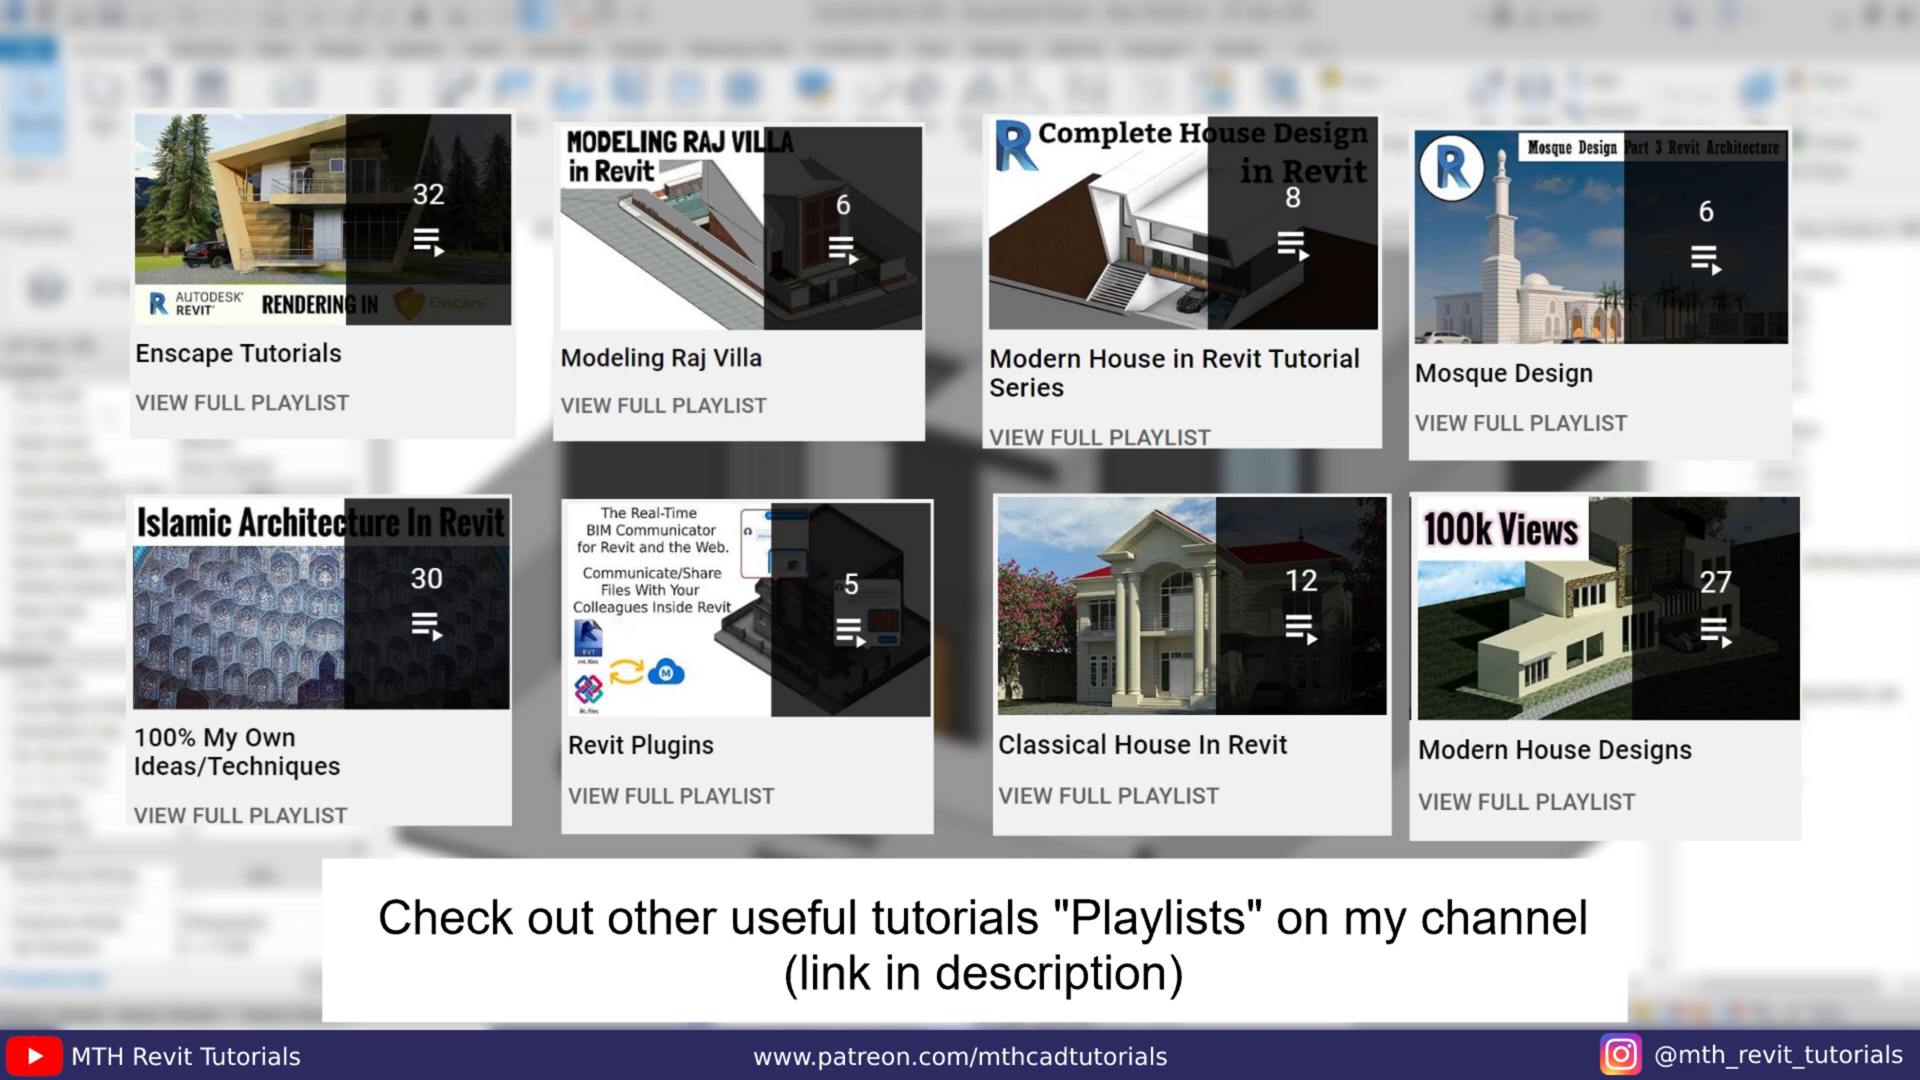 32
AUTODESK
REVIT
RENDERING IN
ENSCAPE
Enscape Tutorials
VIEW FULL PLAYLIST
MODELING RAJ VILLA
in Revit
6
Modeling Raj Villa
VIEW FULL PLAYLIST
R Complete House Design
in Revit
8
Modern House in Revit Tutorial
Series
VIEW FULL PLAYLIST
R
Mosque Design Part 3 Revit Architecture
6
Mosque Design
VIEW FULL PLAYLIST
Islamic Architecture In Revit
30
100% My Own
Ideas/Techniques
VIEW FULL PLAYLIST
The Real-Time
BIM Communicator
for Revit and the Web.
Communicate/Share
Files With Your
Colleagues Inside Revit
5
RVT
rvt.files
M
ifc.files
Revit Plugins
VIEW FULL PLAYLIST
12
Classical House In Revit
VIEW FULL PLAYLIST
100k Views
27
Modern House Designs
VIEW FULL PLAYLIST
Check out other useful tutorials "Playlists" on my channel
(link in description)
MTH Revit Tutorials
www.patreon.com/mthcadtutorials
@mth_revit_tutorials